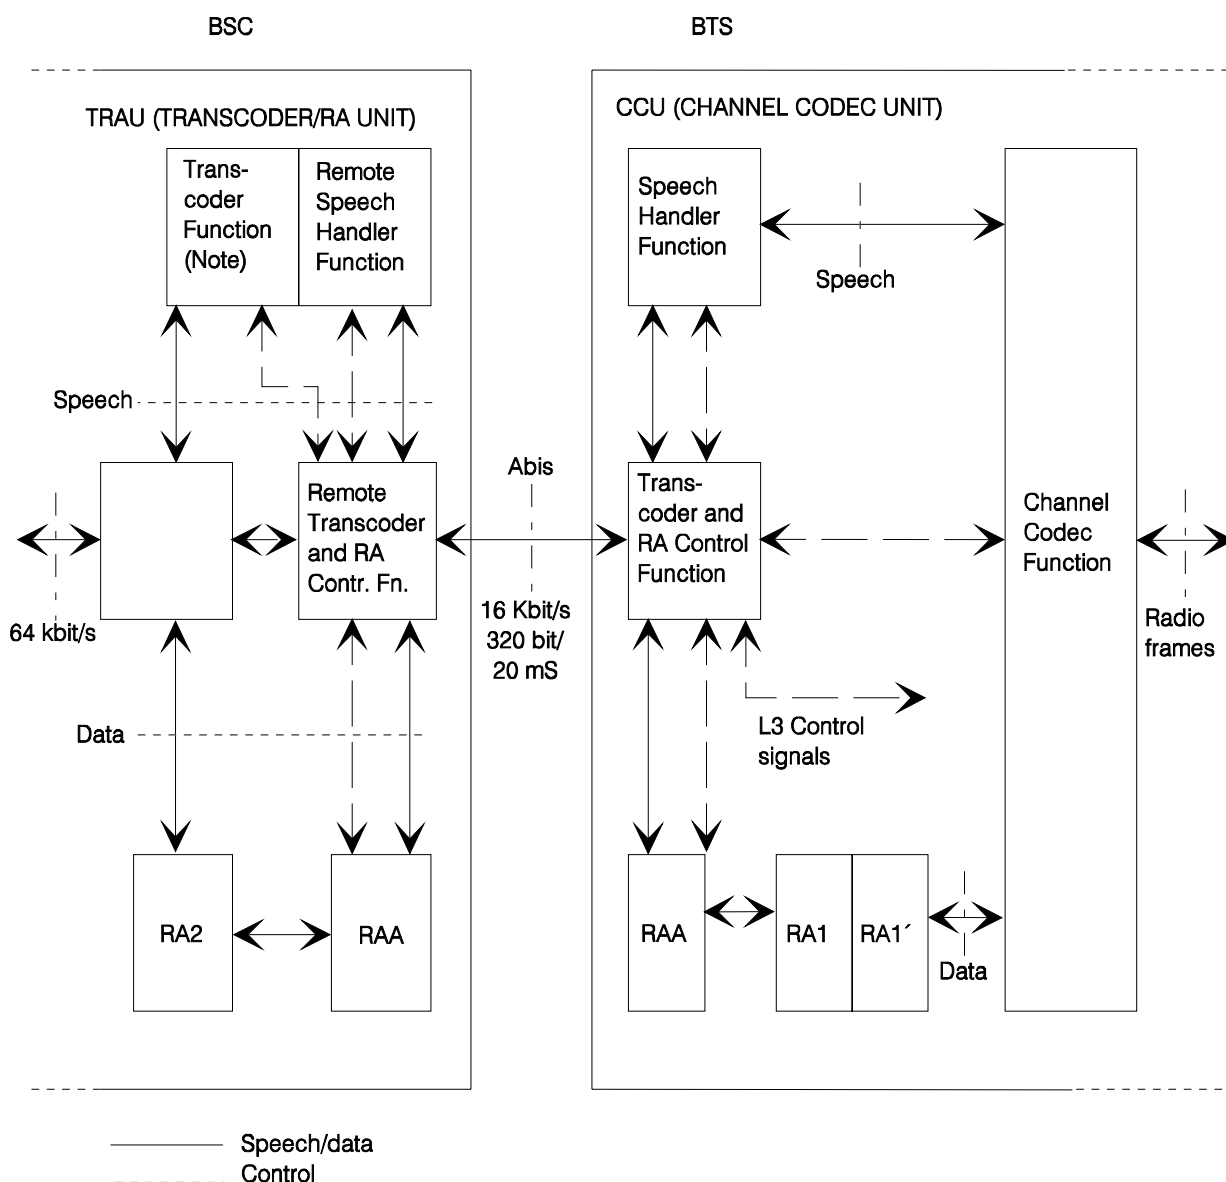 BSC
BTS
TRAU (TRANSCODER/RA UNIT)
CCU (CHANNEL CODEC UNIT)
Trans-
coder
Function
(Note)
Remote
Speech
Handler
Function
Speech
Handler
Function
Speech
Speech
Abis
Remote
Transcoder
and RA
Contr. Fn.
Trans-
coder and
RA Control
Function
Channel
Codec
Function
64 kbit/s
16 Kbit/s
320 bit/
20 mS
Radio
frames
Data
L3 Control
signals
RA2
RAA
RAA
RA1
RA1´
Data
Speech/data
Control